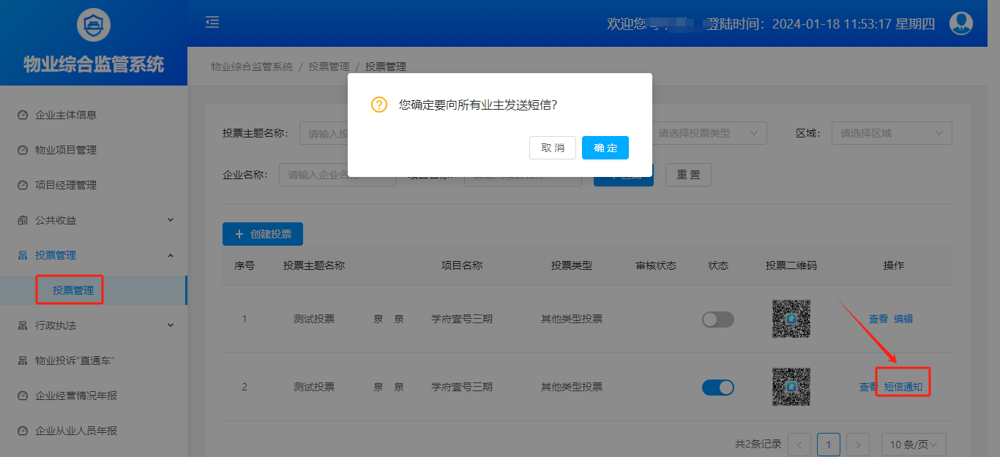 欢迎您 登陆时间：2024-01-18 11:53:17 星期四
物业综合监管系统
物业综合监管系统 / 投票管理 / 投票管理
企业主体信息
物业项目管理
项目经理管理
公共收益
投票管理
投票管理
行政执法
物业投诉“直通车”
企业经营情况年报
企业从业人员年报
您确定要向所有业主发送短信?
取 消 确 定
投票主题名称： 请输入投 请选择投票类型 区域： 请选择区域
企业名称： 请输入企业名 重 置
+ 创建投票
序号 投票主题名称 项目名称 投票类型 审核状态 状态 投票二维码 操作
1 测试投票 泉 泉 学府壹号三期 其他类型投票 查看 编辑
2 测试投票 泉 泉 学府壹号三期 其他类型投票 查看 短信通知
共2条记录 < 1 > 10 条/页